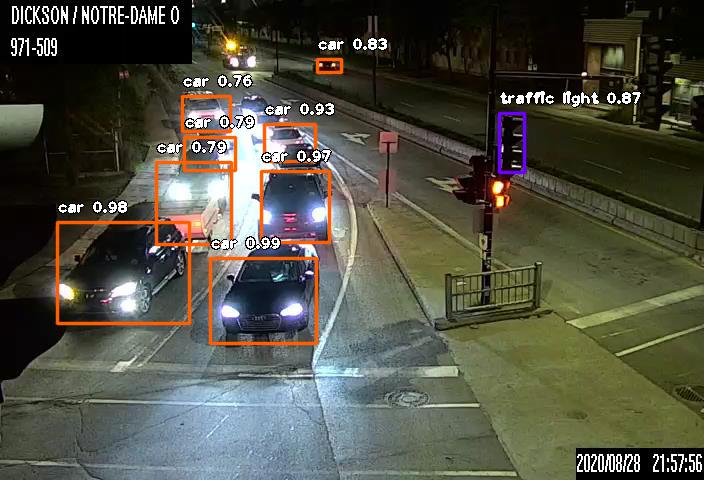 DICKSON / NOTRE-DAME O
971-509
car 0.83
car 0.76
traffic light 0.87
car 0.93
car 0.79
car 0.79
car 0.97
car 0.98
car 0.99
2020/08/28 21:57:56